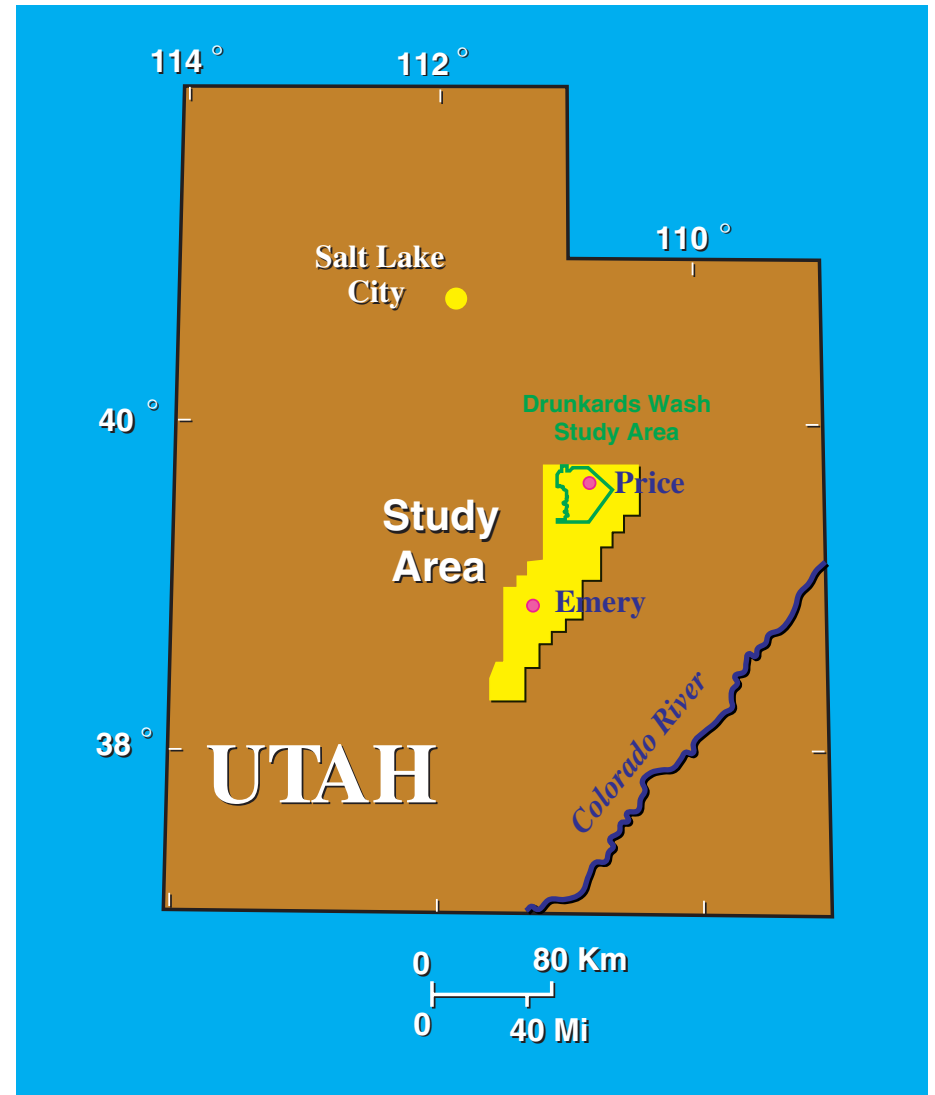 114 °
112 °
110 °
Salt Lake
City
Drunkards Wash
Study Area
40 °
Price
Study
Area
Emery
Colorado River
38 °
UTAH
0
80 Km
0
40 Mi